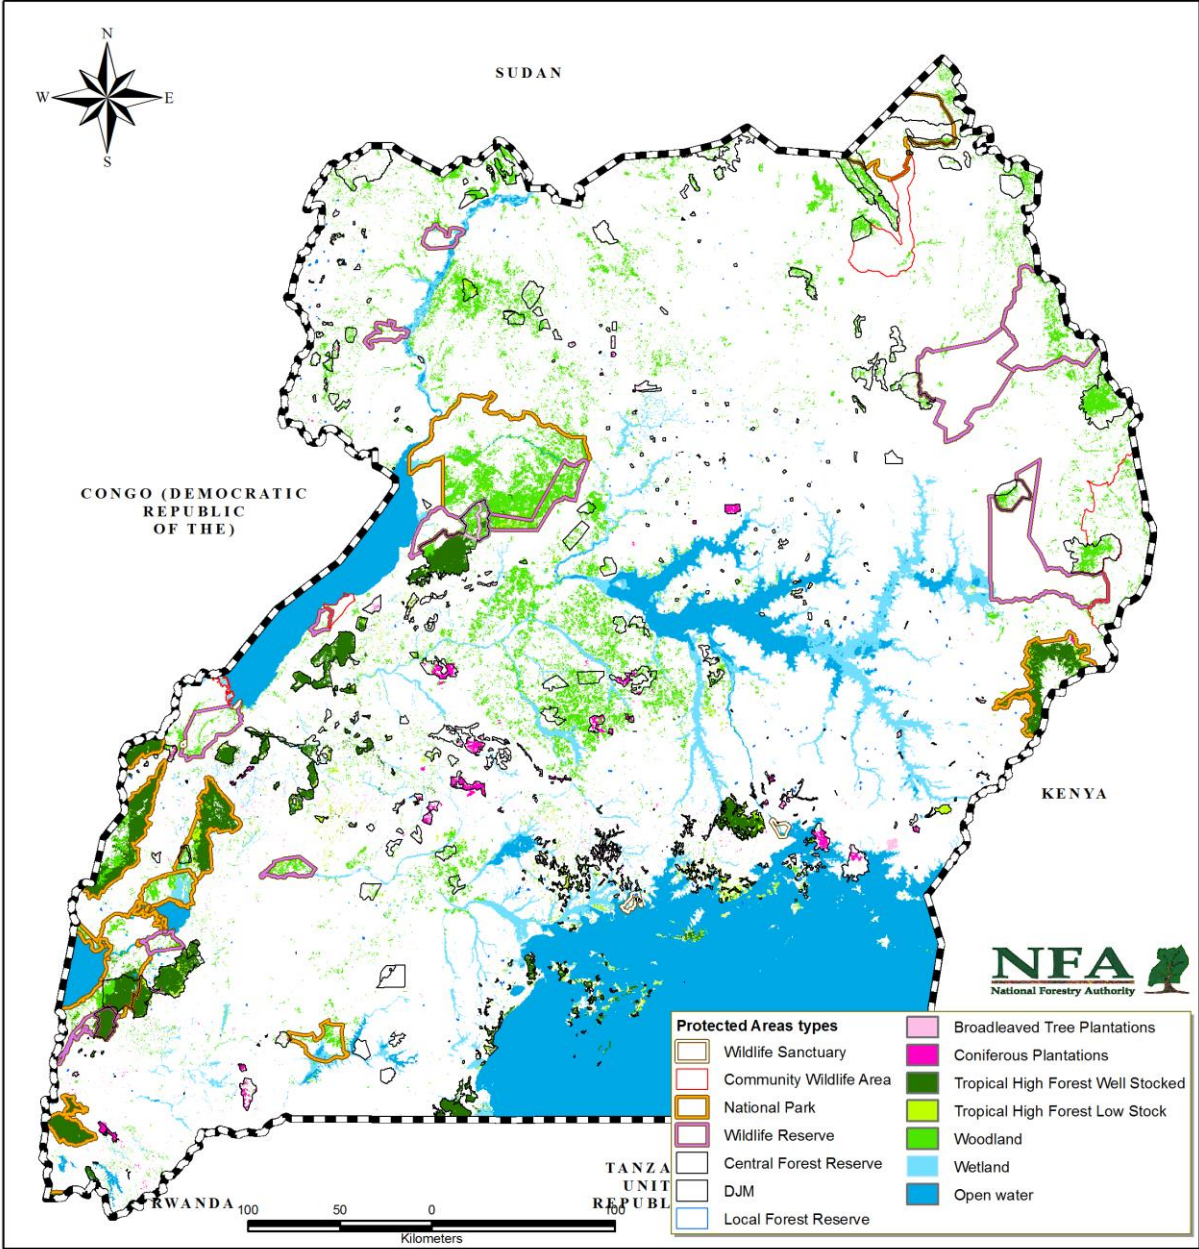 N
W
E
S
SUDAN
CONGO (DEMOCRATIC
REPUBLIC
OF THE)
KENYA
NFA
National Forestry Authority
TANZA
UNIT
REPUBL
RWANDA
100
50
0
100
Kilometers
Protected Areas types
Wildlife Sanctuary
Community Wildlife Area
National Park
Wildlife Reserve
Central Forest Reserve
DJM
Local Forest Reserve
Broadleaved Tree Plantations
Coniferous Plantations
Tropical High Forest Well Stocked
Tropical High Forest Low Stock
Woodland
Wetland
Open water